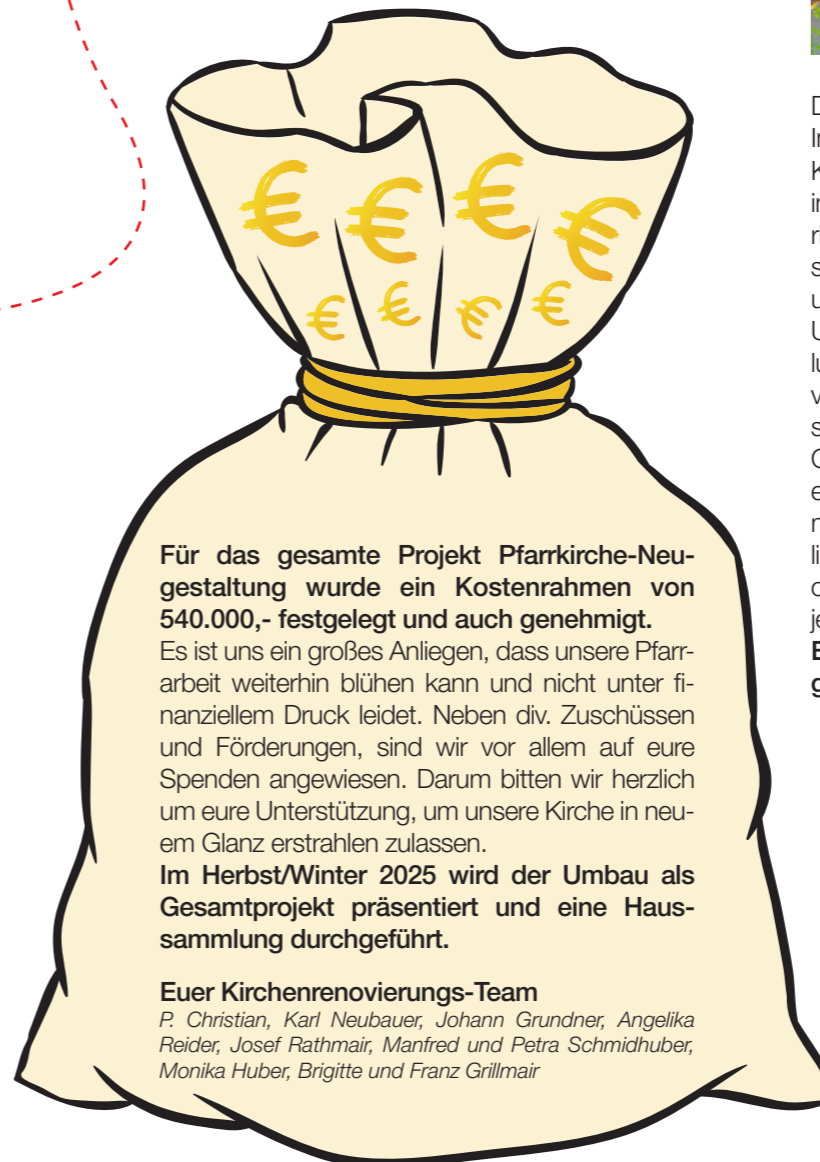 € € € €
€ € € €
Für das gesamte Projekt Pfarrkirche-Neu-
gestaltung wurde ein Kostenrahmen von
540.000,- festgelegt und auch genehmigt.
Es ist uns ein großes Anliegen, dass unsere Pfarr-
arbeit weiterhin blühen kann und nicht unter fi-
nanziellem Druck leidet. Neben div. Zuschüssen
und Förderungen, sind wir vor allem auf eure
Spenden angewiesen. Darum bitten wir herzlich
um eure Unterstützung, um unsere Kirche in neu-
em Glanz erstrahlen zulassen.
Im Herbst/Winter 2025 wird der Umbau als
Gesamtprojekt präsentiert und eine Haus-
sammlung durchgeführt.
Euer Kirchenrenovierungs-Team
P. Christian, Karl Neubauer, Johann Grundner, Angelika
Reider, Josef Rathmair, Manfred und Petra Schmidhuber,
Monika Huber, Brigitte und Franz Grillmair